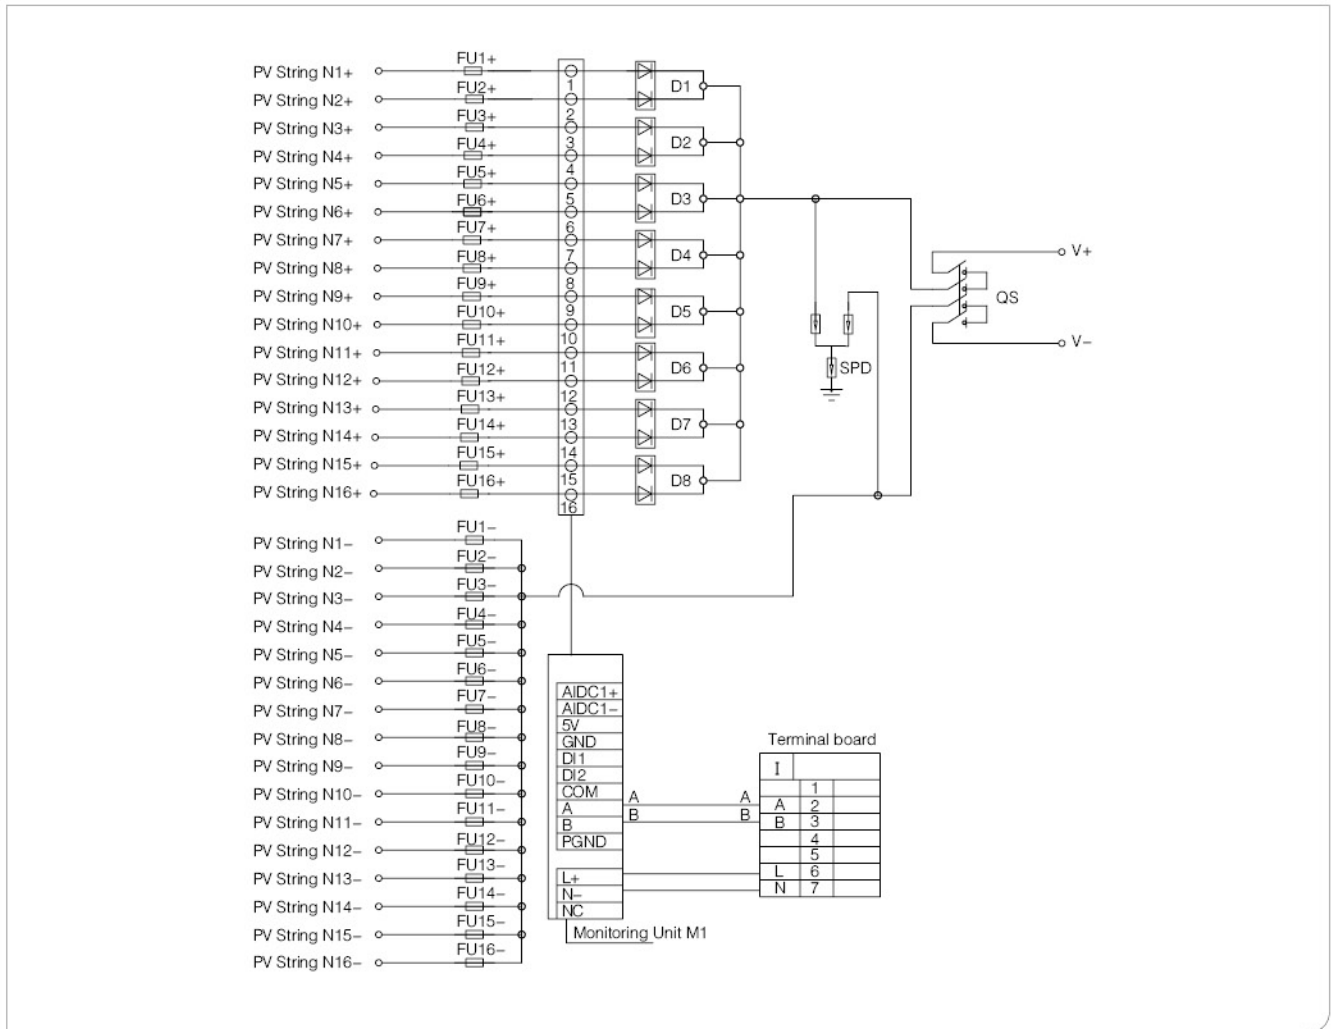 FU1+
PV String N1+
D1
1
FU2+
PV String N2+
2
FU3+
PV String N3+
D2
3
FU4+
PV String N4+
4
FU5+
PV String N5+
D3
5
FU6+
PV String N6+
6
FU7+
PV String N7+
D4
7
FU8+
PV String N8+
8
FU9+
PV String N9+
D5
9
FU10+
PV String N10+
10
FU11+
PV String N11+
D6
11
FU12+
PV String N12+
12
FU13+
PV String N13+
D7
13
FU14+
PV String N14+
14
FU15+
PV String N15+
D8
15
FU16+
PV String N16+
16
V+
QS
V−
SPD
FU1−
PV String N1−
FU2−
PV String N2−
FU3−
PV String N3−
FU4−
PV String N4−
FU5−
PV String N5−
FU6−
PV String N6−
FU7−
PV String N7−
FU8−
PV String N8−
FU9−
PV String N9−
FU10−
PV String N10−
FU11−
PV String N11−
FU12−
PV String N12−
FU13−
PV String N13−
FU14−
PV String N14−
FU15−
PV String N15−
FU16−
PV String N16−
AIDC1+
AIDC1−
5V
GND
DI1
DI2
COM
A
B
PGND
L+
N−
NC
Monitoring Unit M1
A A
B B
Terminal board
I
1
A 2
B 3
4
5
L 6
N 7